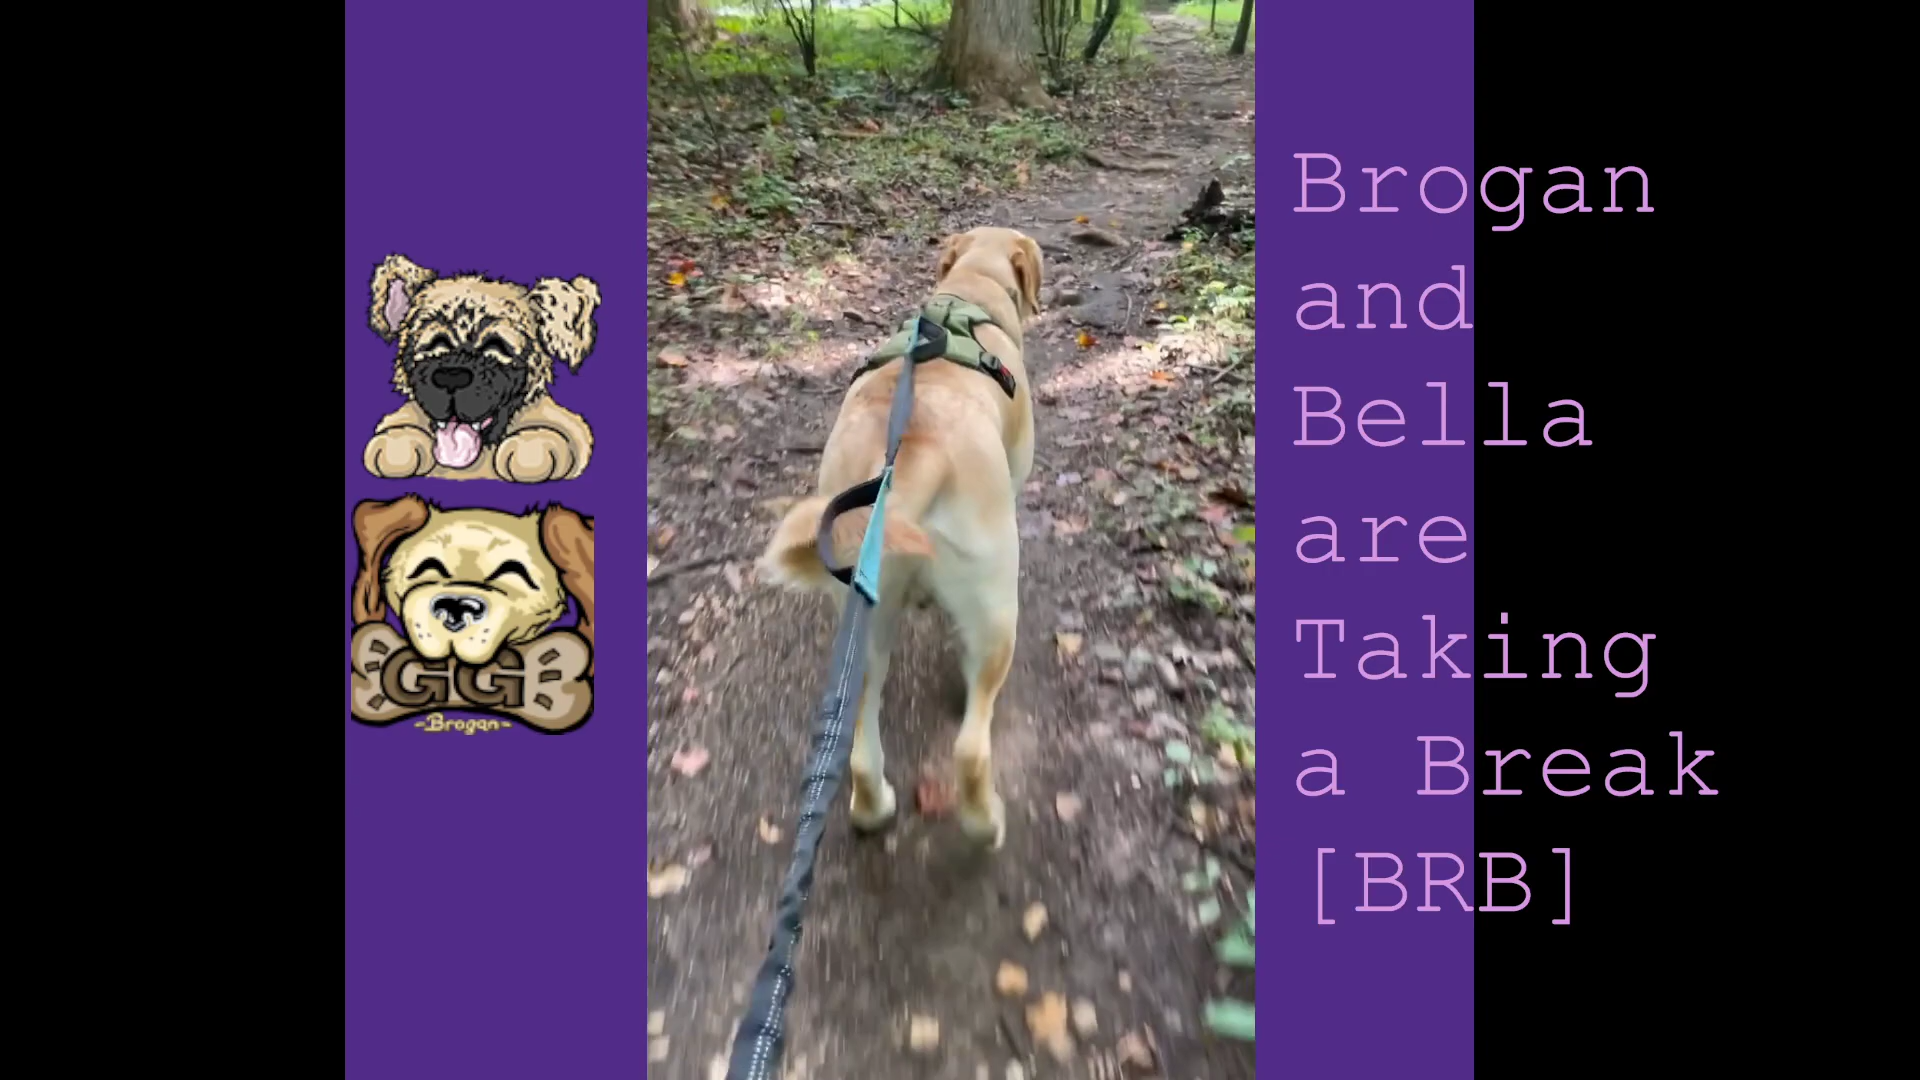 Brogan
and
Bella
are
Taking
a Break
[BRB]
GG
-Brogan-